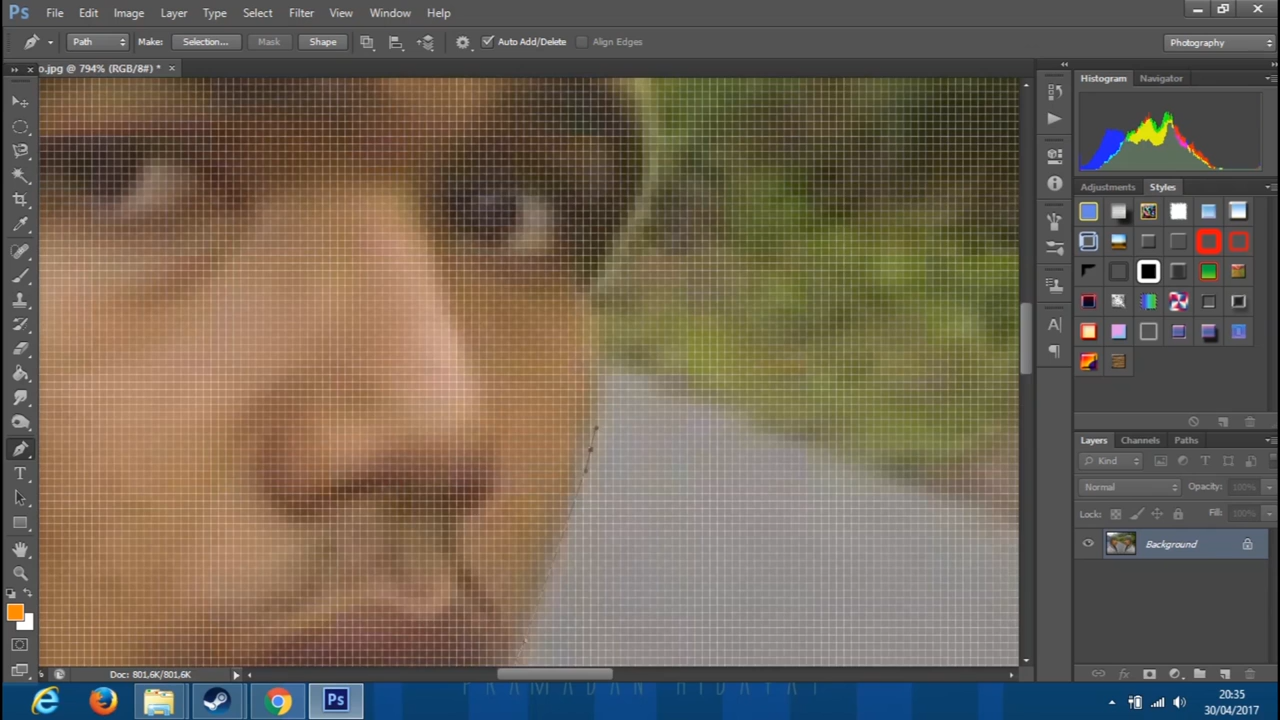 Ps File Edit Image Layer Type Select Filter View Window Help
Path Make: Selection... Mask Shape Auto Add/Delete Align Edges Photography
o.jpg @ 794% (RGB/8#) *
Histogram Navigator
Adjustments Styles
Layers Channels Paths
Kind
Normal Opacity: 100%
Lock: Fill: 100%
Background
Doc: 801,6K/801,6K
Ps
20:35
30/04/2017